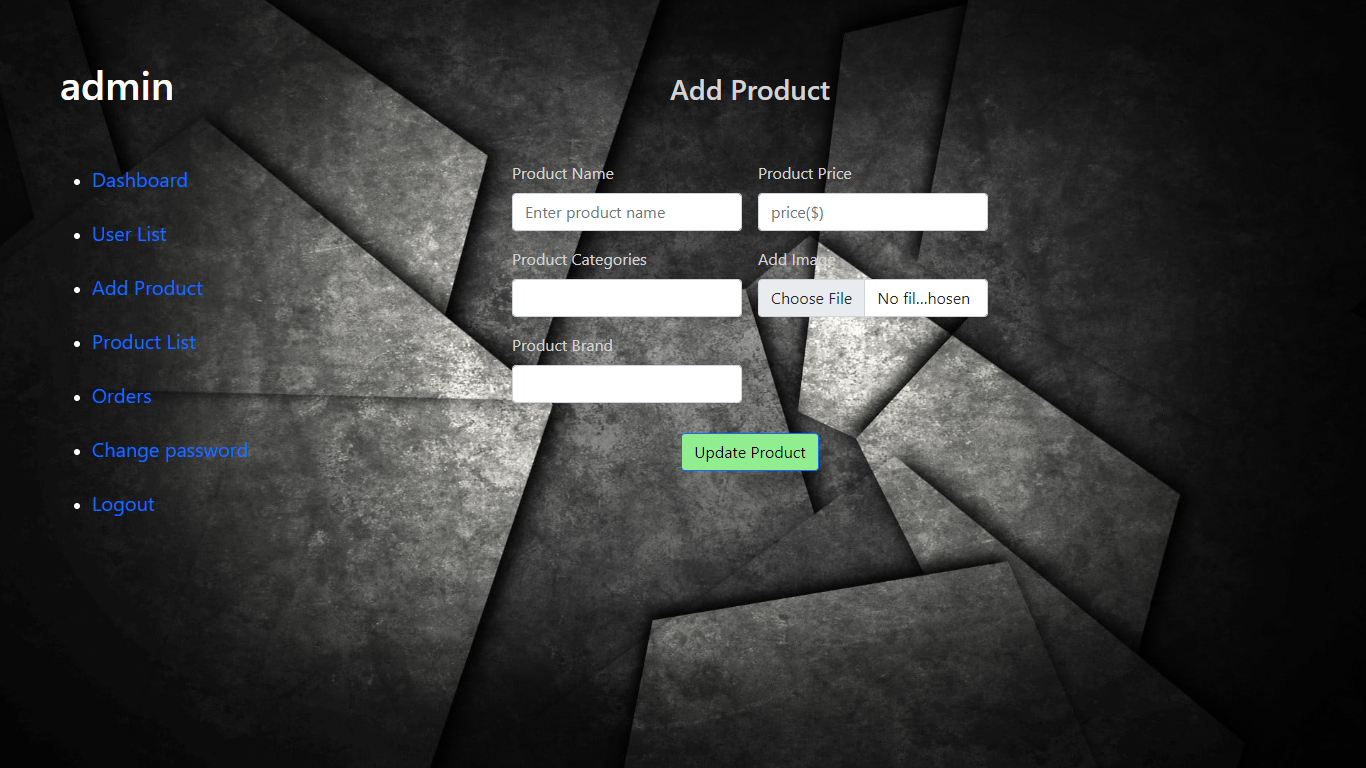 admin
Dashboard
User List
Add Product
Product List
Orders
Change password
Logout
Add Product
Product Name
Enter product name
Product Price
price($)
Product Categories
Add Image
Choose File No fil...hosen
Product Brand
Update Product